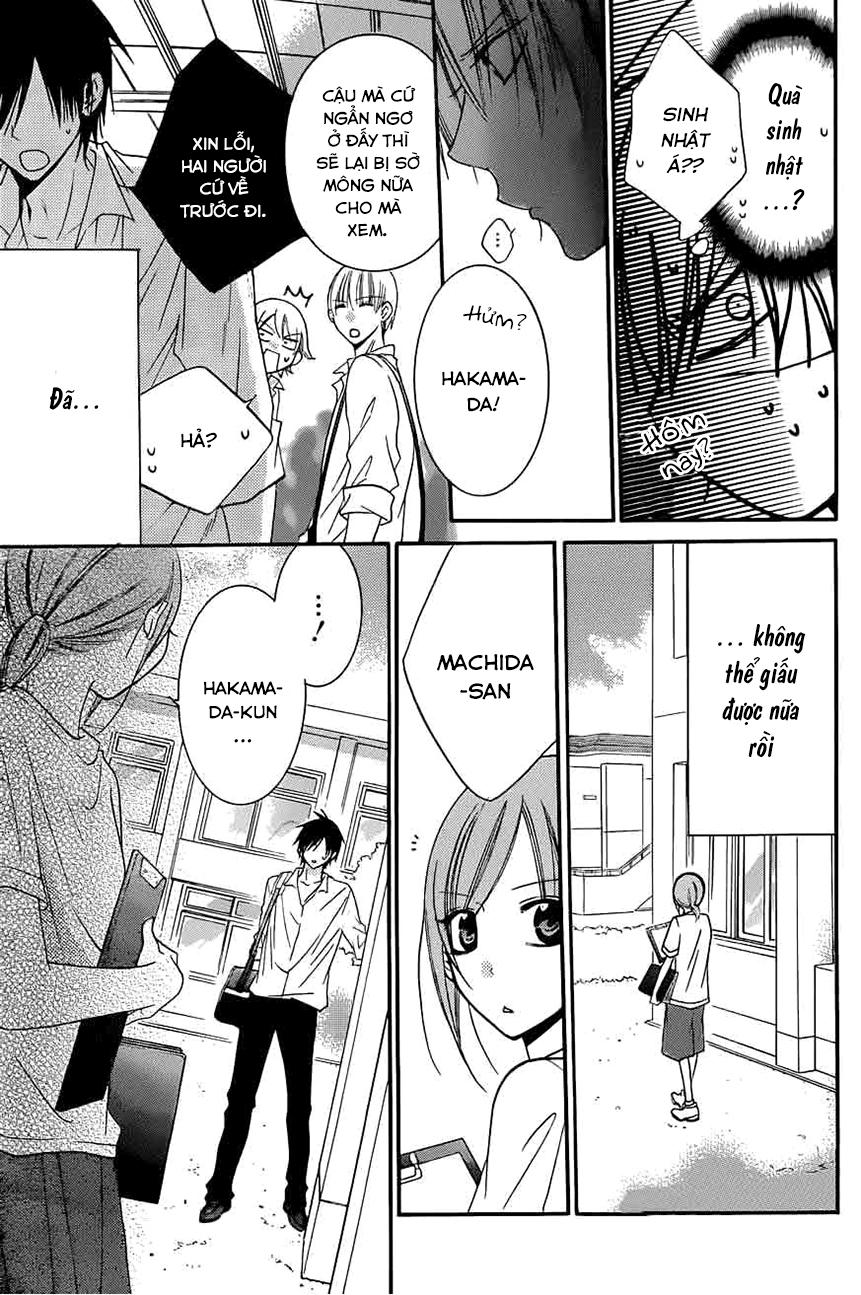 Quà
sinh
nhật
...?
SINH
NHẬT
Á??
Hôm
nay?
...
Hửm?
HAKAMA-
DA!
CẬU MÀ CỨ
NGẨN NGƠ
Ở ĐẤY THÌ
SẼ LẠI BỊ SỜ
MÔNG NỮA
CHO MÀ
XEM.
XIN LỖI,
HAI NGƯỜI
CỨ VỀ
TRƯỚC ĐI.
HẢ?
Đã...
... không
thể giấu
được nữa
rồi
MACHIDA
-SAN
...!
HAKAMA-
DA-KUN
...